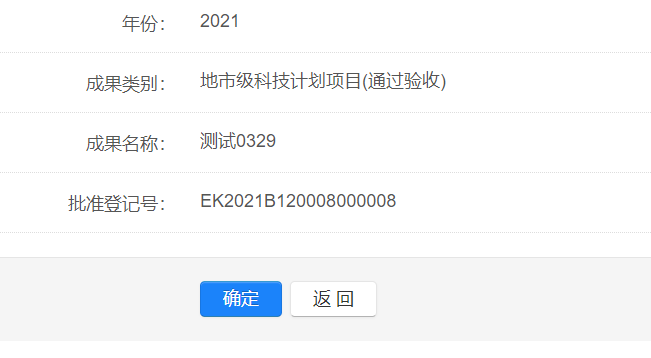 年份： 2021
成果类别： 地市级科技计划项目(通过验收)
成果名称： 测试0329
批准登记号： EK2021B120008000008
确定 返 回